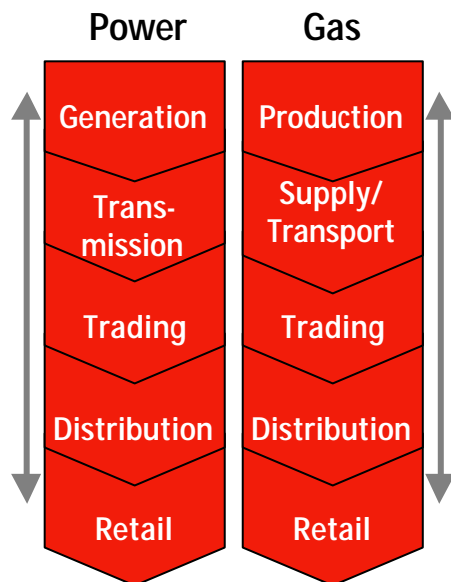 Power
Generation
Trans-
mission
Trading
Distribution
Retail
Gas
Production
Supply/
Transport
Trading
Distribution
Retail